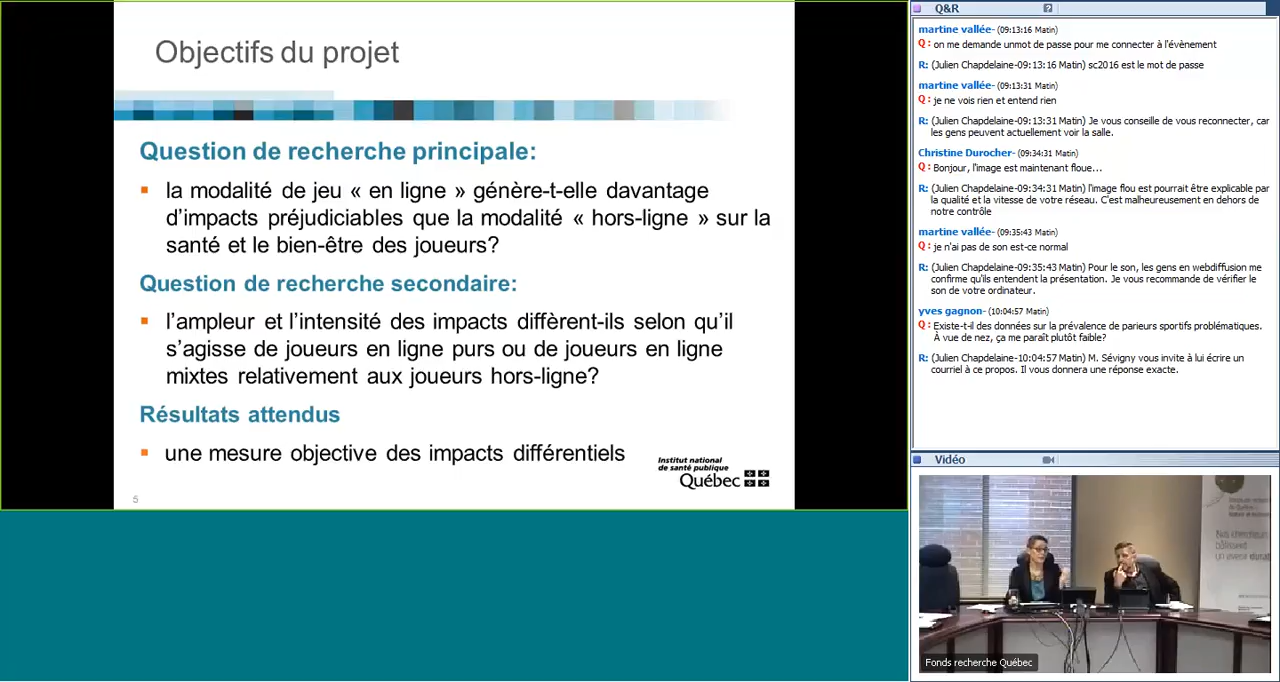 Objectifs du projet
Question de recherche principale:
la modalité de jeu « en ligne » génère-t-elle davantage
d’impacts préjudiciables que la modalité « hors-ligne » sur la
santé et le bien-être des joueurs?
Question de recherche secondaire:
l’ampleur et l’intensité des impacts diffèrent-ils selon qu’il
s’agisse de joueurs en ligne purs ou de joueurs en ligne
mixtes relativement aux joueurs hors-ligne?
Résultats attendus
une mesure objective des impacts différentiels
Institut national
de santé publique
Québec
5
Q&R
martine vallée- (09:13:16 Matin)
Q: on me demande unmot de passe pour me connecter à l'évènement
R: (Julien Chapdelaine-09:13:16 Matin) sc2016 est le mot de passe
martine vallée- (09:13:31 Matin)
Q: je ne vois rien et entend rien
R: (Julien Chapdelaine-09:13:31 Matin) Je vous conseille de vous reconnecter, car
les gens peuvent actuellement voir la salle.
Christine Durocher- (09:34:31 Matin)
Q: Bonjour, l'image est maintenant floue...
R: (Julien Chapdelaine-09:34:31 Matin) l'image flou est pourrait être explicable par
la qualité et la vitesse de votre réseau. C'est malheureusement en dehors de
notre contrôle
martine vallée- (09:35:43 Matin)
Q: je n'ai pas de son est-ce normal
R: (Julien Chapdelaine-09:35:43 Matin) Pour le son, les gens en webdiffusion me
confirme qu'ils entendent la présentation. Je vous recommande de vérifier le
son de votre ordinateur.
yves gagnon- (10:04:57 Matin)
Q: Existe-t-il des données sur la prévalence de parieurs sportifs problématiques.
À vue de nez, ça me paraît plutôt faible?
R: (Julien Chapdelaine-10:04:57 Matin) M. Sévigny vous invite à lui écrire un
courriel à ce propos. Il vous donnera une réponse exacte.
Vidéo
Nos chercheurs
Fonds recherche Québec